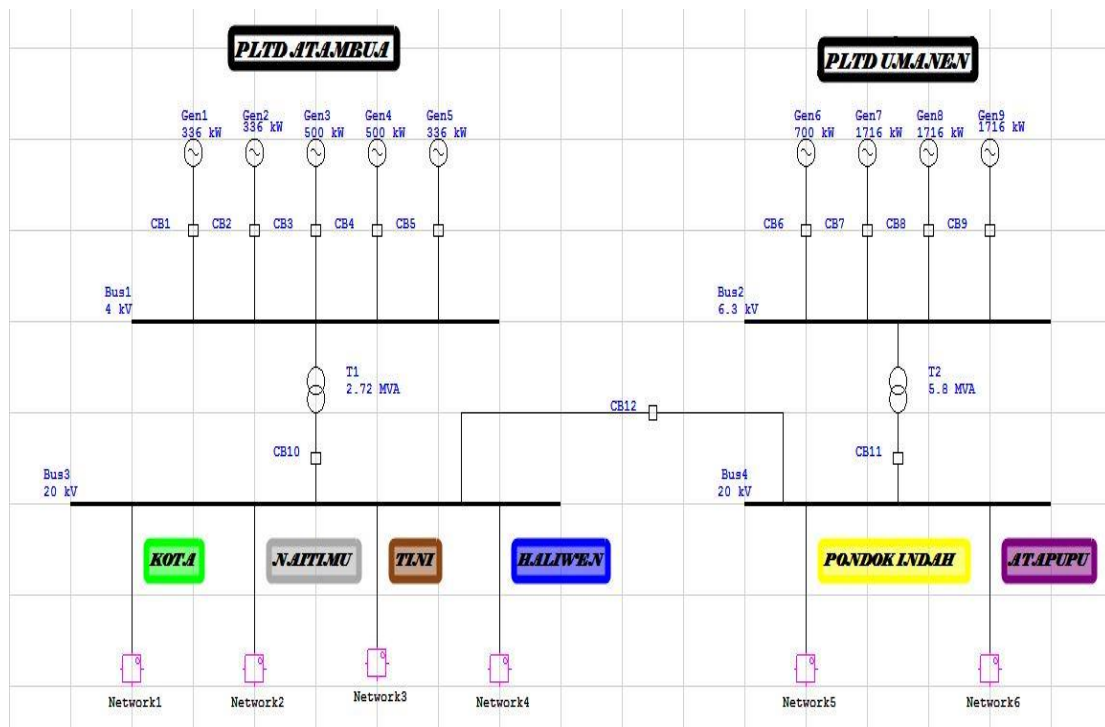 PLTD ATAMBUA
PLTD UMANEN
Gen1
336 kW
Gen2
336 kW
Gen3
500 kW
Gen4
500 kW
Gen5
336 kW
Gen6
700 kW
Gen7
1716 kW
Gen8
1716 kW
Gen9
1716 kW
CB1
CB2
CB3
CB4
CB5
CB6
CB7
CB8
CB9
Bus1
4 kV
Bus2
6.3 kV
T1
2.72 MVA
T2
5.8 MVA
CB12
CB10
CB11
Bus3
20 kV
Bus4
20 kV
KOTA
NAITIMU
TINI
HALIWEN
PONDOK INDAH
ATAPUPU
Network1
Network2
Network3
Network4
Network5
Network6